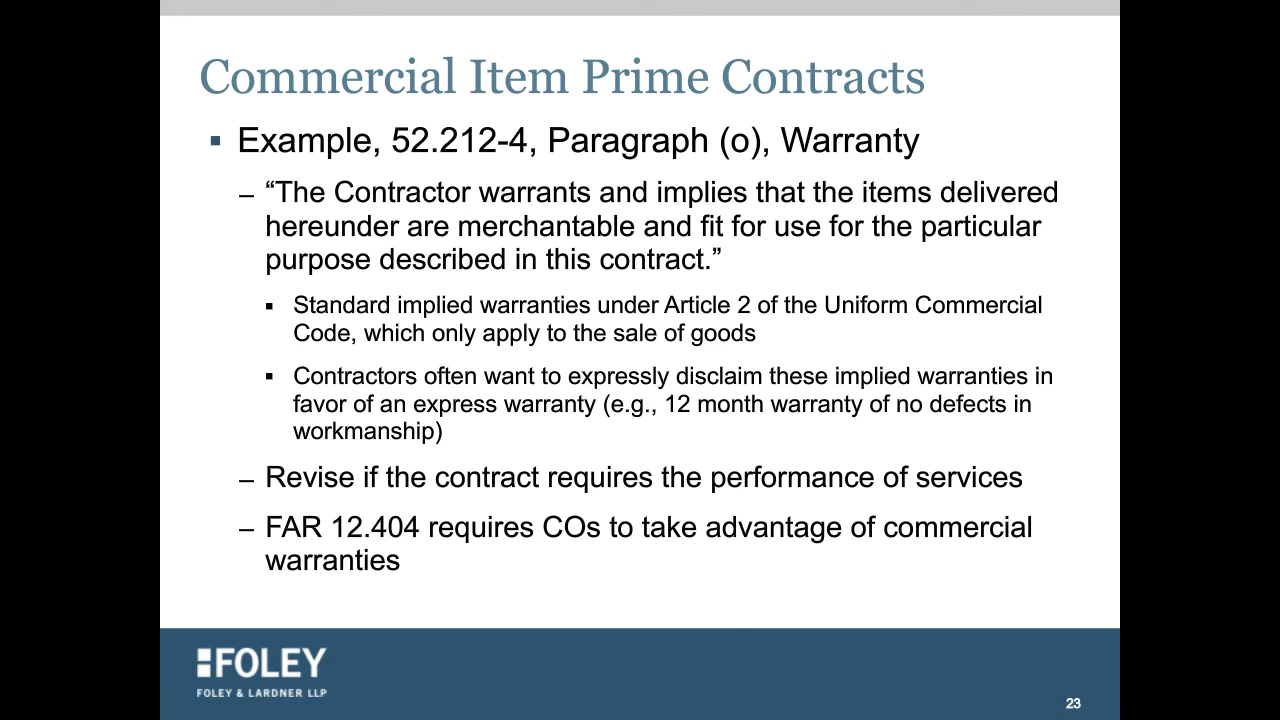 Commercial Item Prime Contracts
▪ Example, 52.212-4, Paragraph (o), Warranty
– “The Contractor warrants and implies that the items delivered
hereunder are merchantable and fit for use for the particular
purpose described in this contract.”
▪ Standard implied warranties under Article 2 of the Uniform Commercial
Code, which only apply to the sale of goods
▪ Contractors often want to expressly disclaim these implied warranties in
favor of an express warranty (e.g., 12 month warranty of no defects in
workmanship)
– Revise if the contract requires the performance of services
– FAR 12.404 requires COs to take advantage of commercial
warranties
FOLEY
FOLEY & LARDNER LLP
23